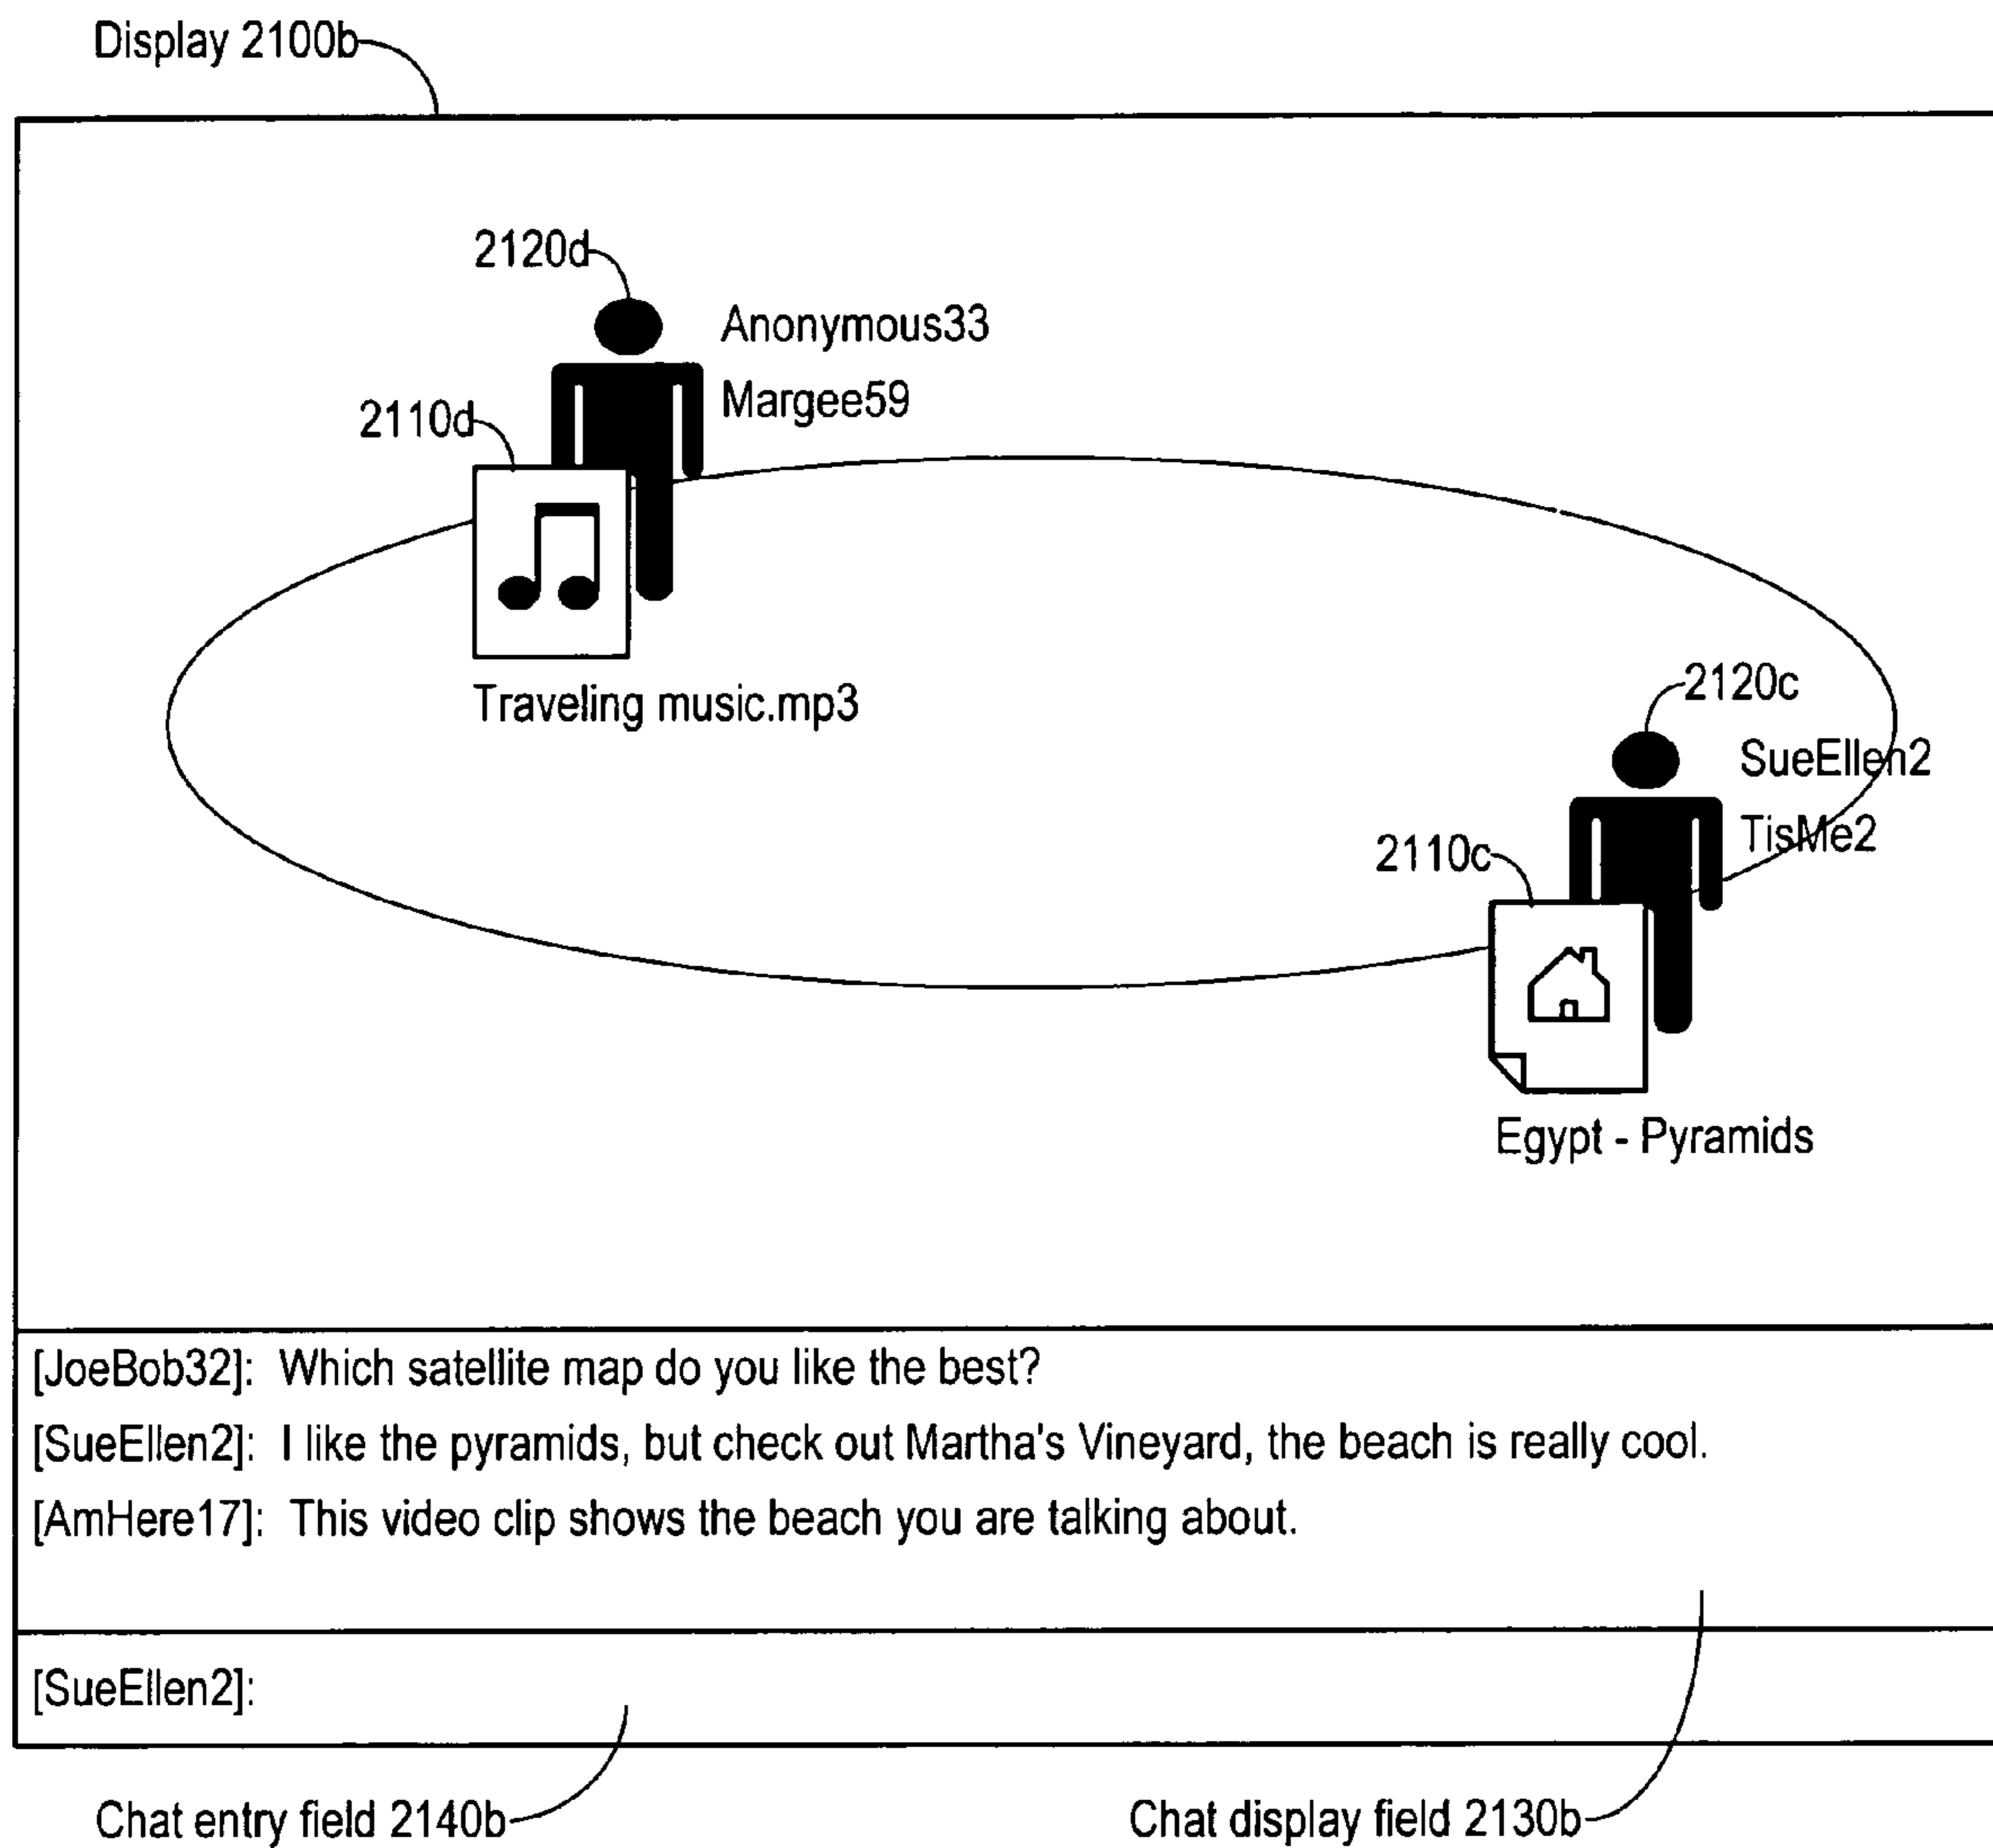 Display 2100b
2120d
Anonymous33
Margee59
2110d
Traveling music.mp3
2120c
SueEllen2
TisMe2
2110c
Egypt - Pyramids
[JoeBob32]: Which satellite map do you like the best?
[SueEllen2]: I like the pyramids, but check out Martha's Vineyard, the beach is really cool.
[AmHere17]: This video clip shows the beach you are talking about.
[SueEllen2]:
Chat entry field 2140b
Chat display field 2130b